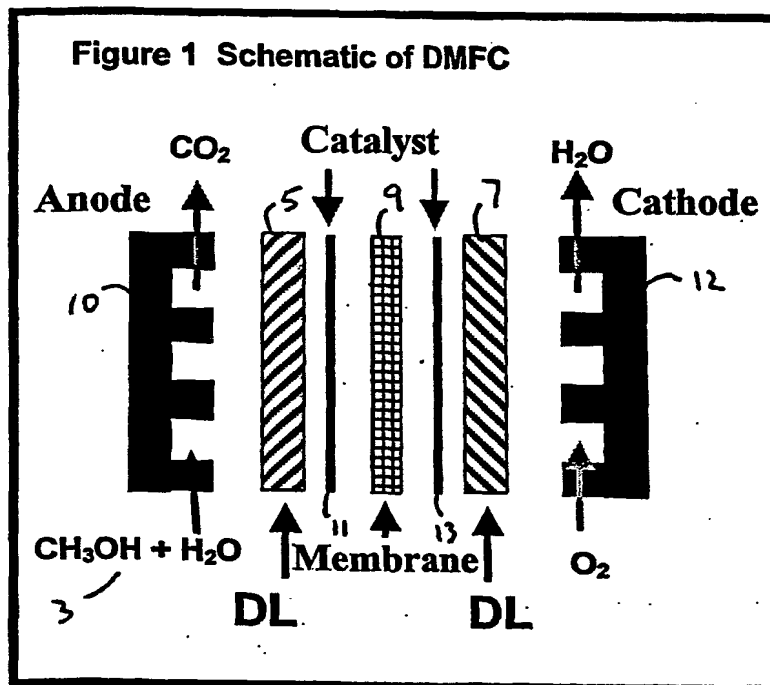 Figure 1 Schematic of DMFC
CO₂ Catalyst H₂O
Anode 5 9 7 Cathode
10 12
11 13
CH₃OH + H₂O Membrane O₂
3 DL DL